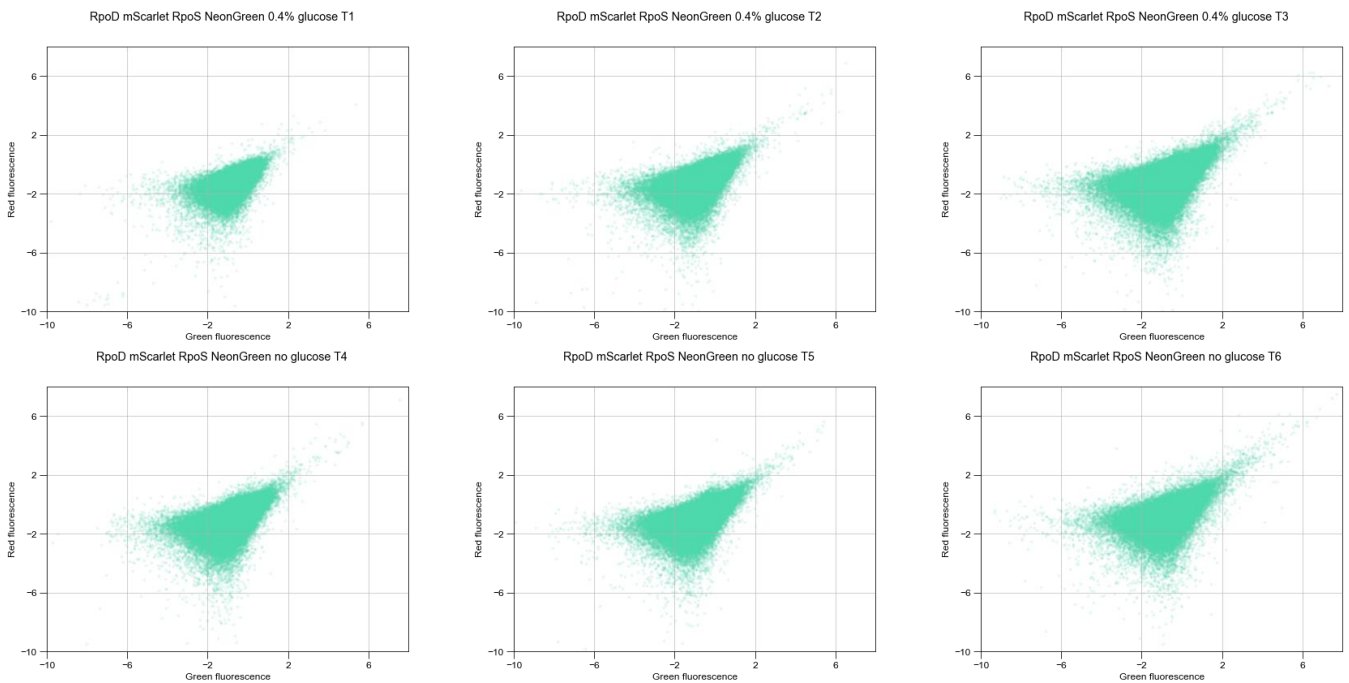 RpoD mScarlet RpoS NeonGreen 0.4% glucose T1
6
2
−2
−6
−10
Red fluorescence
−10 −6 −2 2 6
Green fluorescence
RpoD mScarlet RpoS NeonGreen 0.4% glucose T2
6
2
−2
−6
−10
Red fluorescence
−10 −6 −2 2 6
Green fluorescence
RpoD mScarlet RpoS NeonGreen 0.4% glucose T3
6
2
−2
−6
−10
Red fluorescence
−10 −6 −2 2 6
Green fluorescence
RpoD mScarlet RpoS NeonGreen no glucose T4
6
2
−2
−6
−10
Red fluorescence
−10 −6 −2 2 6
Green fluorescence
RpoD mScarlet RpoS NeonGreen no glucose T5
6
2
−2
−6
−10
Red fluorescence
−10 −6 −2 2 6
Green fluorescence
RpoD mScarlet RpoS NeonGreen no glucose T6
6
2
−2
−6
−10
Red fluorescence
−10 −6 −2 2 6
Green fluorescence